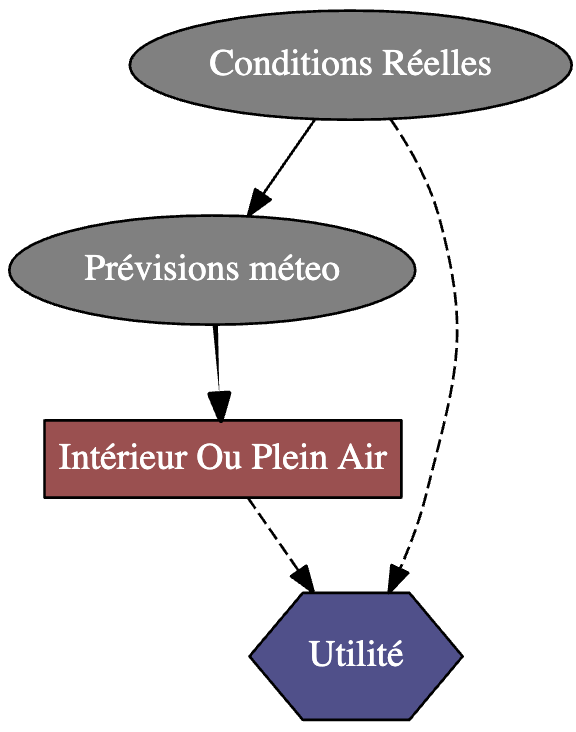 Conditions Réelles
Prévisions méteo
Intérieur Ou Plein Air
Utilité